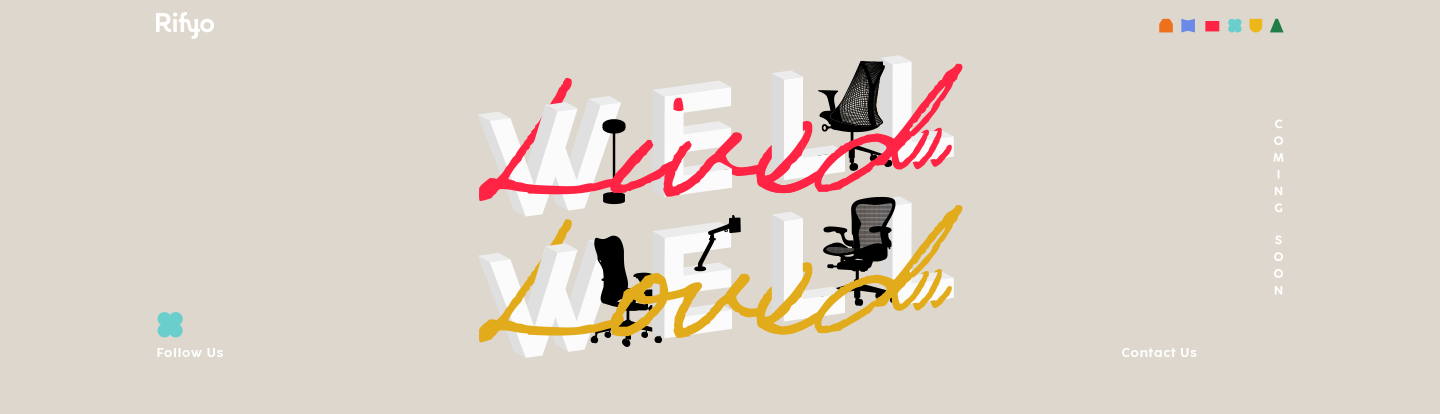 Rifyo
WELL
Lived
WELL
Loved
COMING SOON
Follow Us
Contact Us